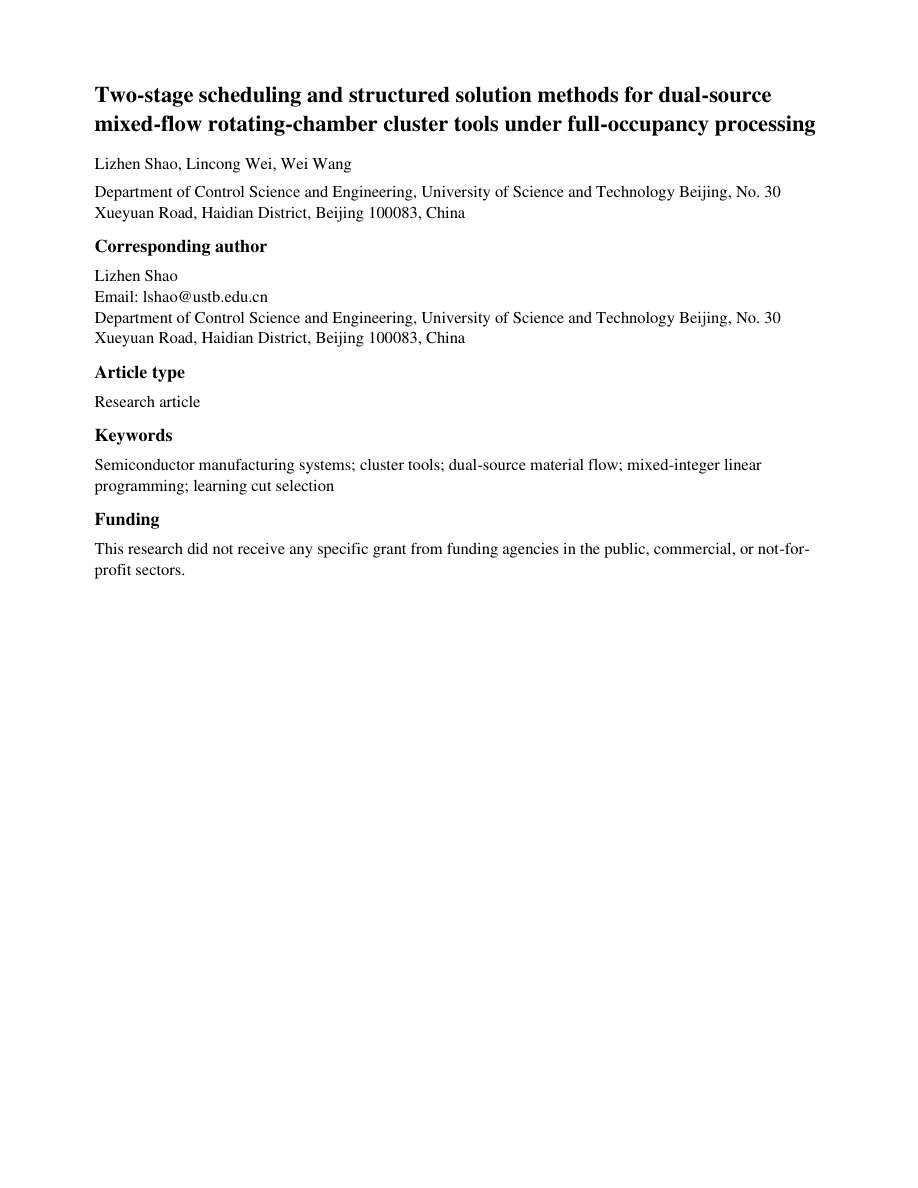 Two-stage scheduling and structured solution methods for dual-source
mixed-flow rotating-chamber cluster tools under full-occupancy processing
Lizhen Shao, Lincong Wei, Wei Wang
Department of Control Science and Engineering, University of Science and Technology Beijing, No. 30
Xueyuan Road, Haidian District, Beijing 100083, China
Corresponding author
Lizhen Shao
Email: lshao@ustb.edu.cn
Department of Control Science and Engineering, University of Science and Technology Beijing, No. 30
Xueyuan Road, Haidian District, Beijing 100083, China
Article type
Research article
Keywords
Semiconductor manufacturing systems; cluster tools; dual-source material flow; mixed-integer linear
programming; learning cut selection
Funding
This research did not receive any specific grant from funding agencies in the public, commercial, or not-for-
profit sectors.